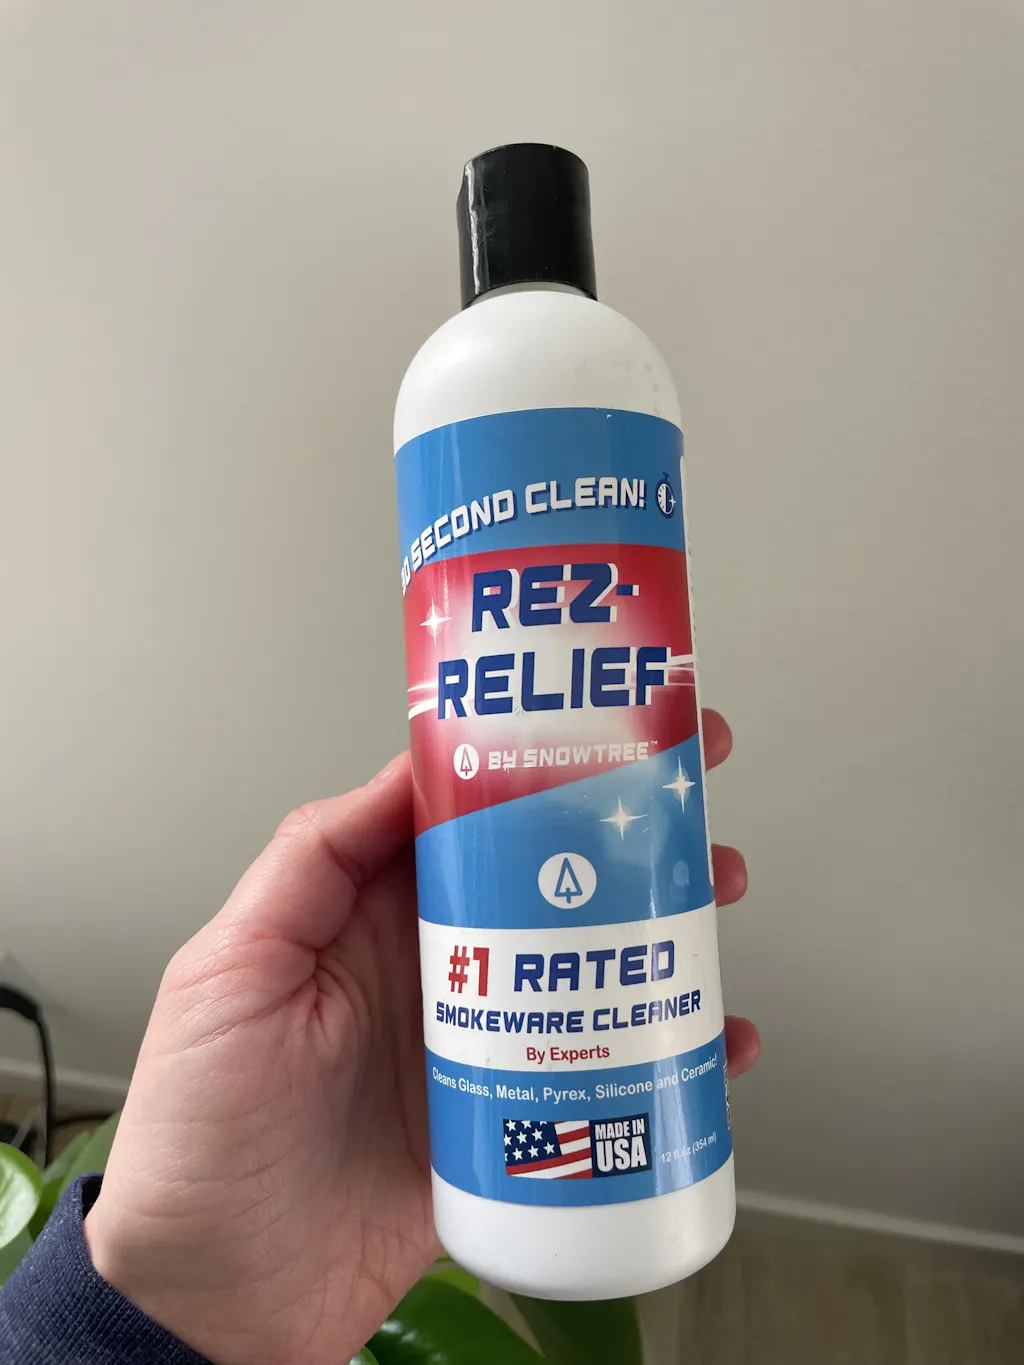 30 SECOND CLEAN!
REZ-
RELIEF
BY SNOWTREE™
#1 RATED
SMOKEWARE CLEANER
By Experts
Cleans Glass, Metal, Pyrex, Silicone and Ceramic!
MADE IN
USA
12 fl oz (354 ml)